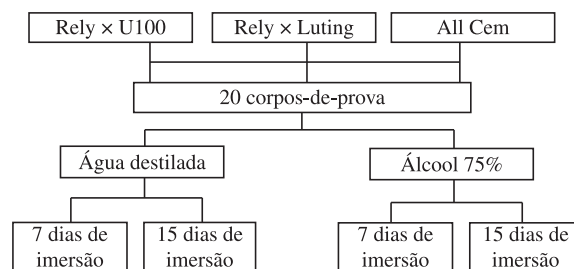 Rely × U100
Rely × Luting
All Cem
20 corpos-de-prova
Água destilada
Álcool 75%
7 dias de
imersão
15 dias de
imersão
7 dias de
imersão
15 dias de
imersão